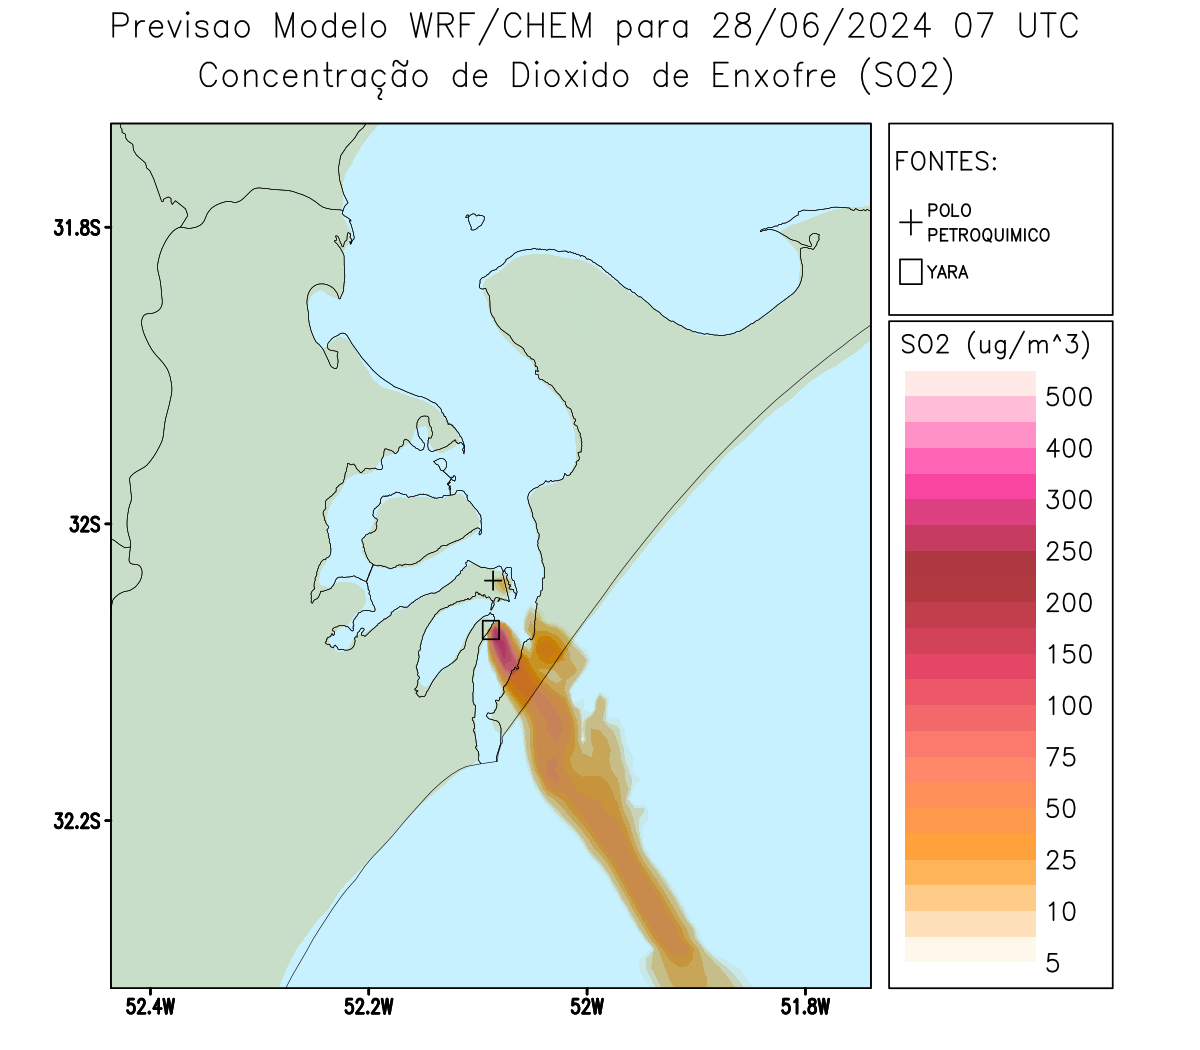 Previsao Modelo WRF/CHEM para 28/06/2024 07 UTC
Concentração de Dioxido de Enxofre (SO2)
FONTES:
POLO
PETROQUIMICO
YARA
31.8S
32S
32.2S
52.4W
52.2W
52W
51.8W
SO2 (ug/m^3)
500
400
300
250
200
150
100
75
50
25
10
5